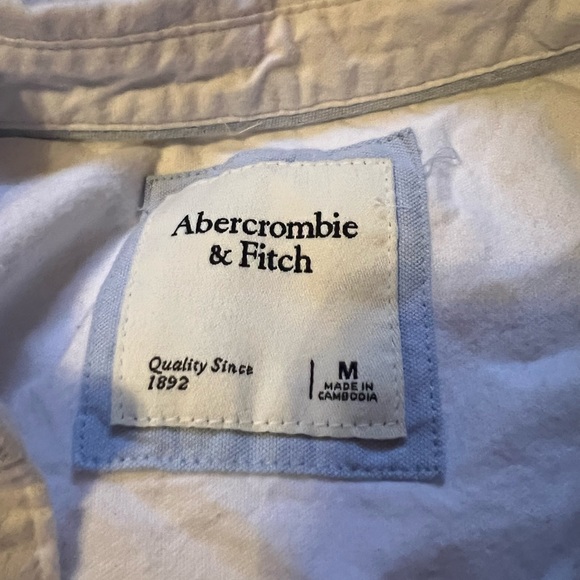 Abercrombie
& Fitch
Quality Since
1892
M
MADE IN
CAMBODIA